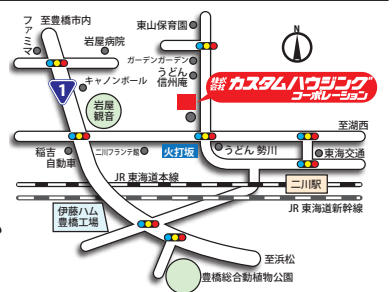 至豊橋市内
ファミマ
岩屋病院
東山保育園
N
ガーデンガーデン
うどん
信州庵
キャノンボール
株式
会社
カスタムハウジング
コーポレーション
1
岩屋
観音
至湖西
稲吉
自動車
二川フランテ館
火打坂
うどん 勢川
東海交通
JR 東海道本線
二川駅
JR 東海道新幹線
伊藤ハム
豊橋工場
至浜松
豊橋総合動植物公園